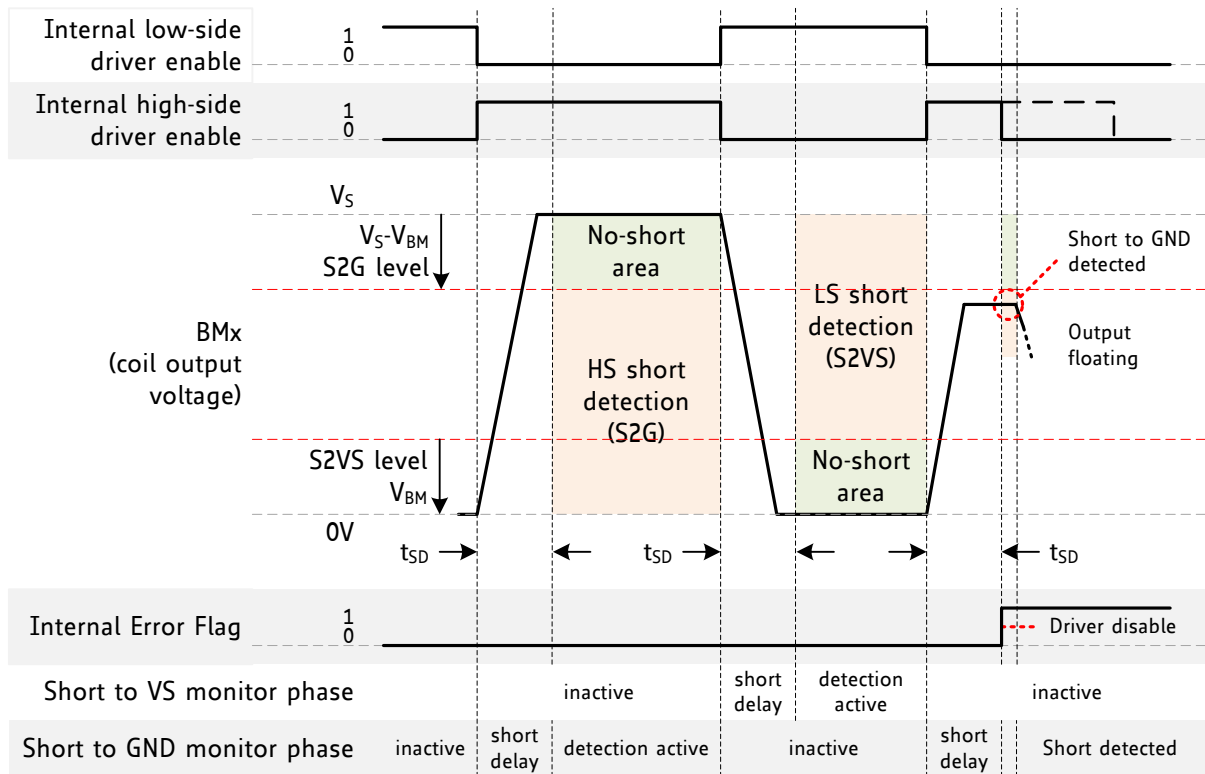 Internal low-side
driver enable
1
0
Internal high-side
driver enable
1
0
VS
VS-VBM
S2G level
No-short
area
LS short
detection
(S2VS)
Short to GND
detected
BMx
(coil output
voltage)
HS short
detection
(S2G)
Output
floating
S2VS level
VBM
No-short
area
0V
tSD
tSD
tSD
Internal Error Flag
1
0
Driver disable
Short to VS monitor phase
inactive
short
delay
detection
active
inactive
Short to GND monitor phase
inactive
short
delay
detection active
inactive
short
delay
Short detected